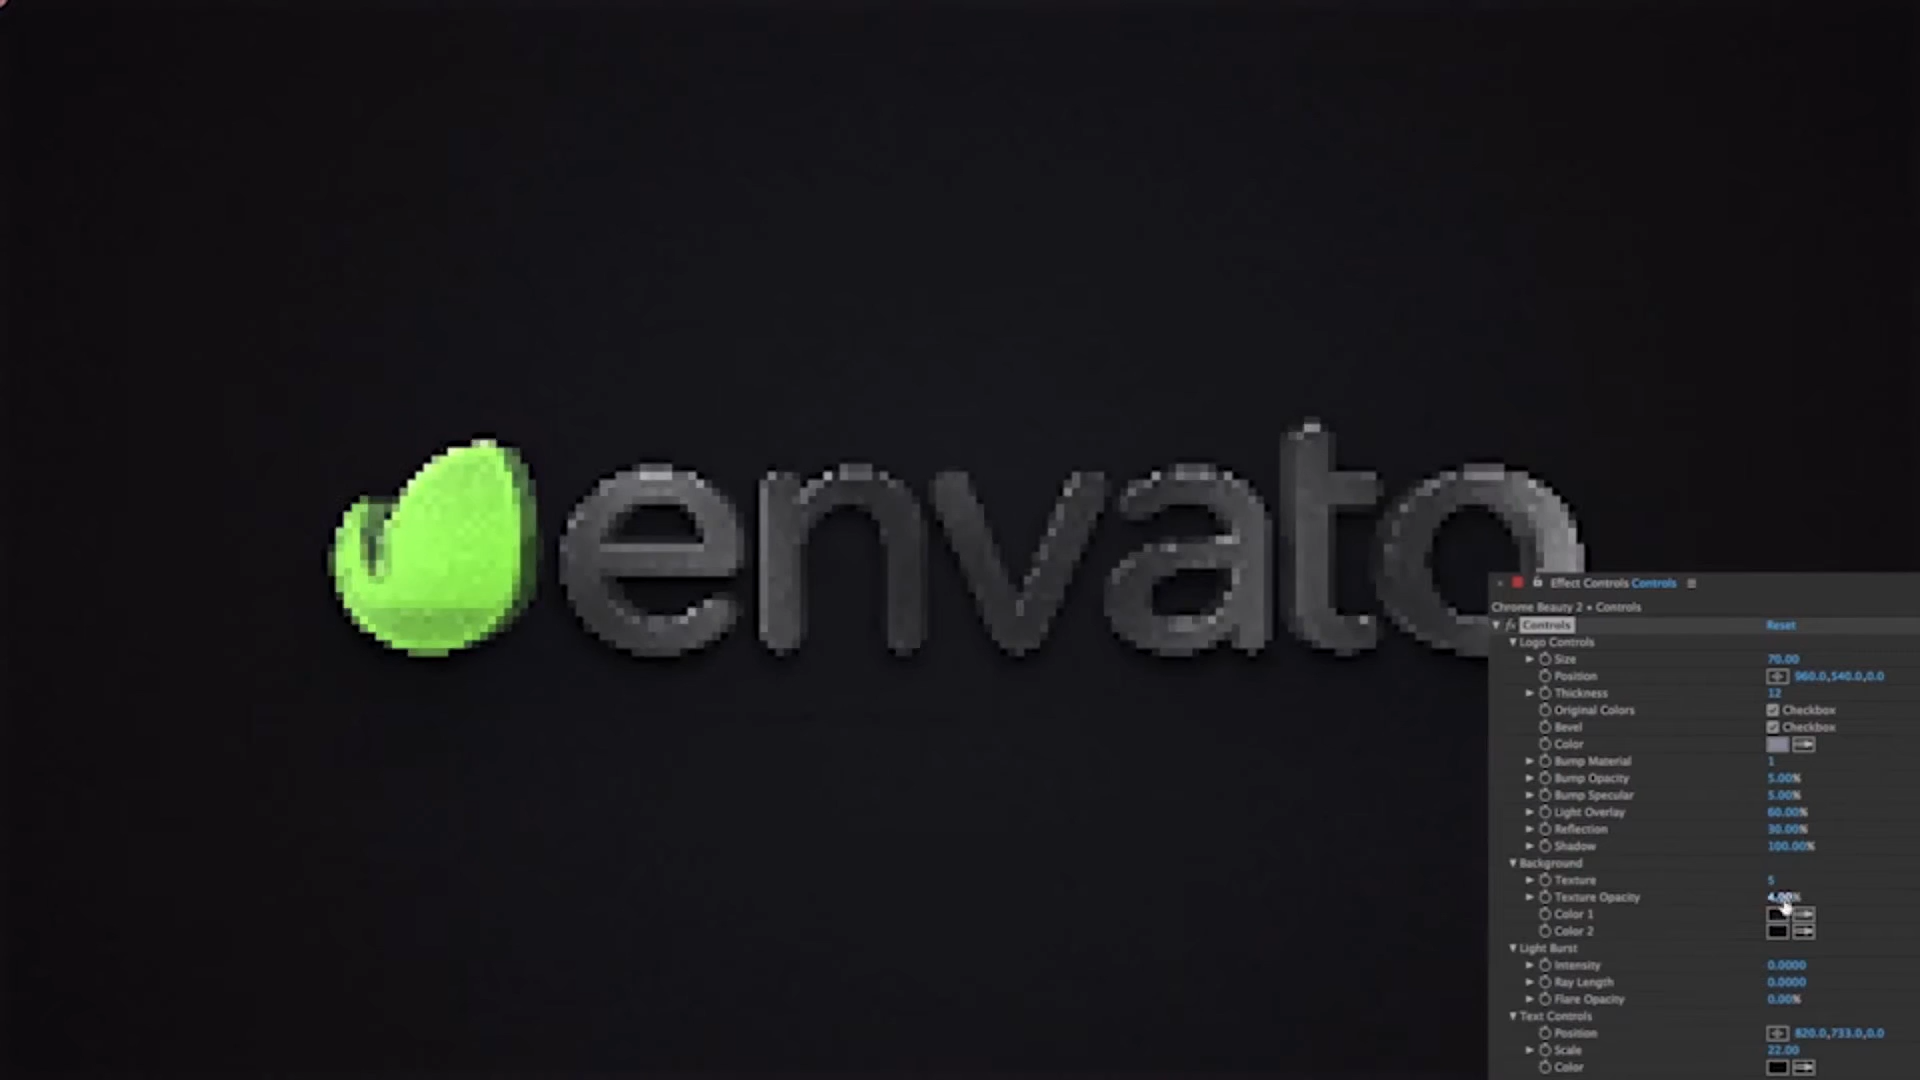 envato
Effect Controls Controls
Chrome Beauty 2 • Controls
fx Controls Reset
Logo Controls
Size 70.00
Position 960.0,540.0,0.0
Thickness 12
Original Colors Checkbox
Bevel Checkbox
Color
Bump Material 1
Bump Opacity 5.00%
Bump Specular 5.00%
Light Overlay 60.00%
Reflection 30.00%
Shadow 100.00%
Background
Texture 5
Texture Opacity 4.00%
Color 1
Color 2
Light Burst
Intensity 0.0000
Ray Length 0.0000
Flare Opacity 0.00%
Text Controls
Position 820.0,733.0,0.0
Scale 22.00
Color